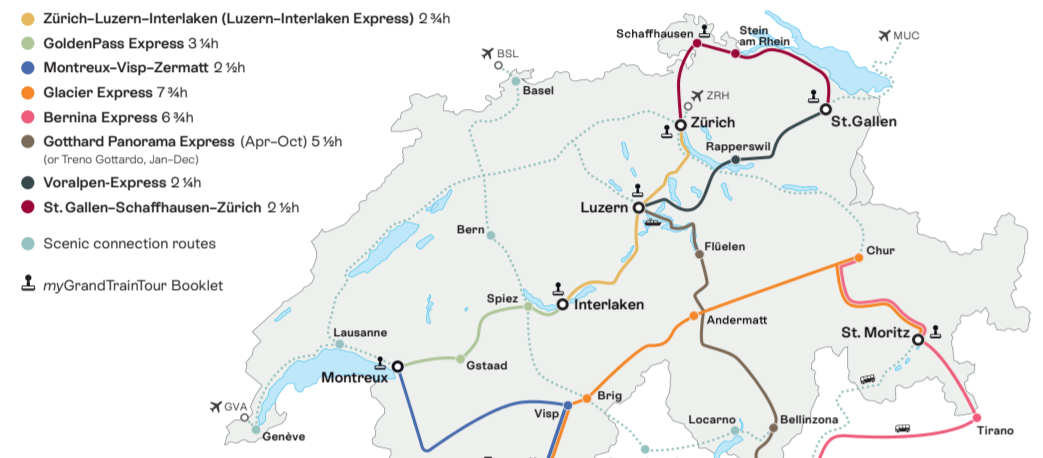 Zürich–Luzern–Interlaken (Luzern–Interlaken Express) 2 ¾h
GoldenPass Express 3 ¼h
Montreux–Visp–Zermatt 2 ½h
Glacier Express 7 ¾h
Bernina Express 6 ¾h
Gotthard Panorama Express (Apr–Oct) 5 ½h
(or Treno Gottardo, Jan–Dec)
Voralpen-Express 2 ¼h
St. Gallen–Schaffhausen–Zürich 2 ½h
Scenic connection routes
myGrandTrainTour Booklet
Schaffhausen
Stein
am Rhein
MUC
BSL
Basel
ZRH
Zürich
St.Gallen
Rapperswil
Luzern
Bern
Flüelen
Chur
Spiez
Interlaken
Andermatt
St. Moritz
Lausanne
Gstaad
Montreux
GVA
Genève
Visp
Brig
Locarno
Bellinzona
Tirano